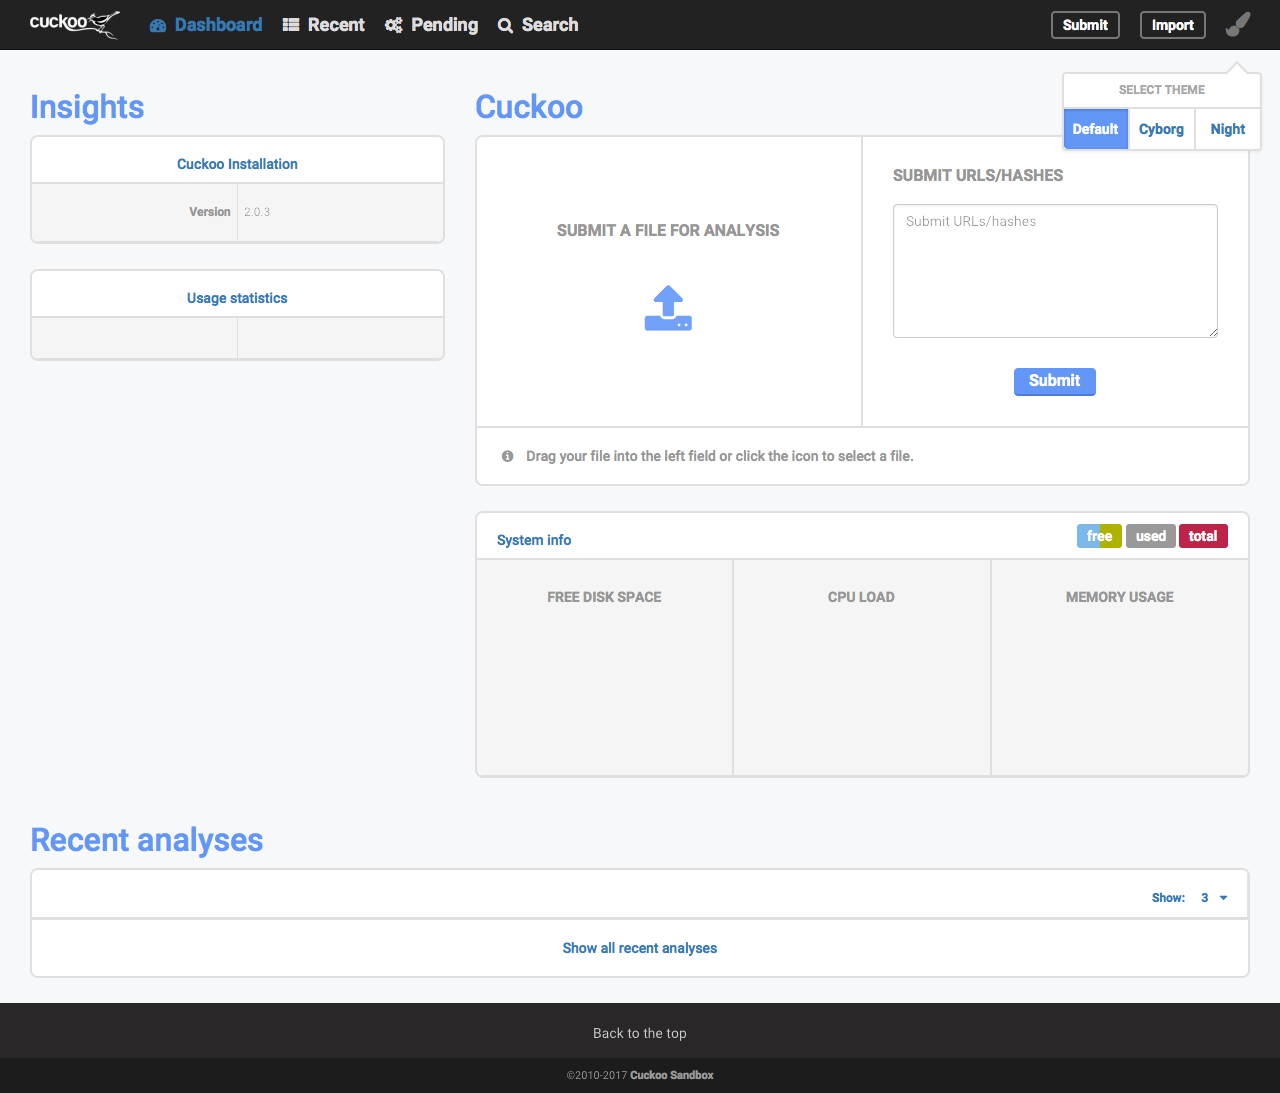 cuckoo Dashboard Recent Pending Search Submit Import
SELECT THEME
Default Cyborg Night
Insights
Cuckoo Installation
Version 2.0.3
Usage statistics
Cuckoo
SUBMIT A FILE FOR ANALYSIS
SUBMIT URLS/HASHES
Submit URLs/hashes
Submit
Drag your file into the left field or click the icon to select a file.
System info free used total
FREE DISK SPACE CPU LOAD MEMORY USAGE
Recent analyses
Show: 3
Show all recent analyses
Back to the top
©2010-2017 Cuckoo Sandbox